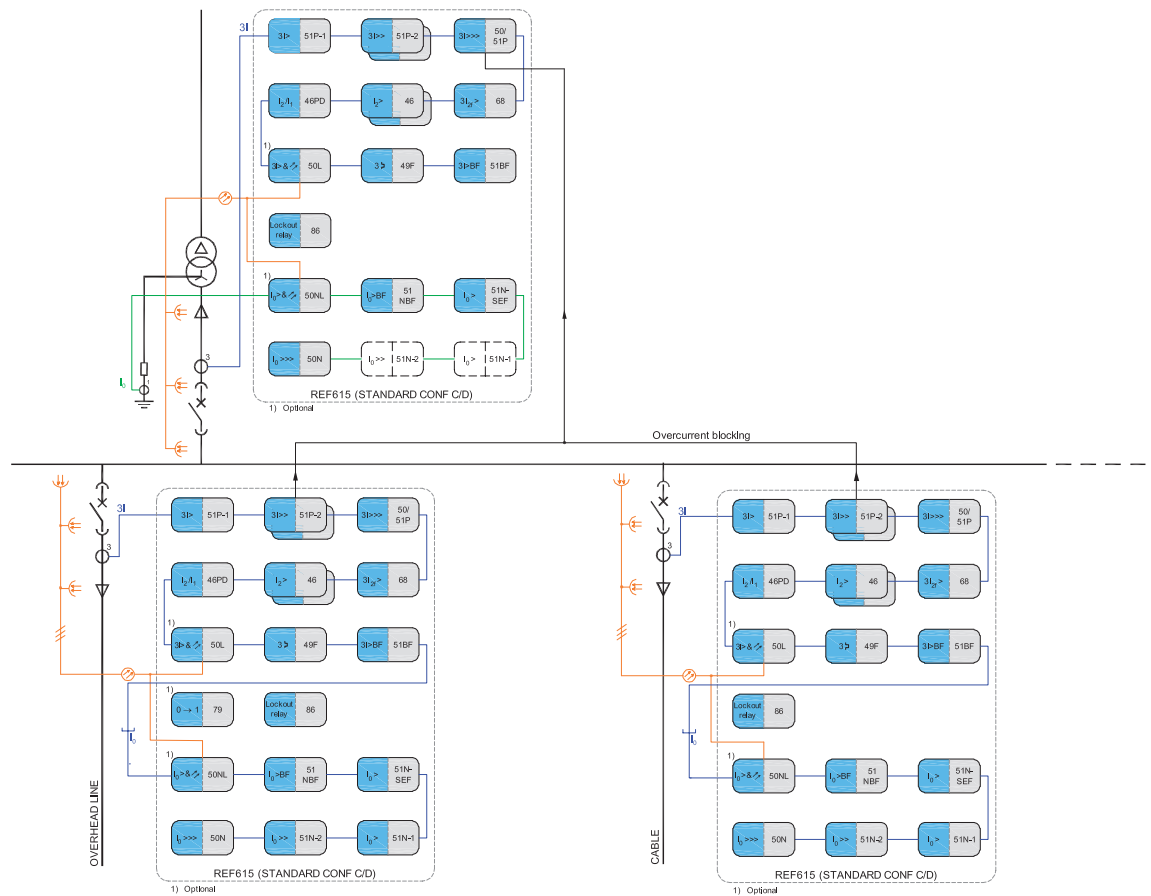 3I
3I>
51P-1
3I>>
51P-2
3I>>>
50/
51P
I2/I1
46PD
I2>
46
3I2f>
68
1)
3I>&
50L
3
49F
3I>BF
51BF
Lockout
relay
86
1)
I0>&
50NL
I0>BF
51
NBF
I0>
51N-
SEF
3
I0
1
I0>>>
50N
I0>>
51N-2
I0>
51N-1
REF615 (STANDARD CONF C/D)
1) Optional
Overcurrent blocking
3I
3
3I>
51P-1
3I>>
51P-2
3I>>>
50/
51P
I2/I1
46PD
I2>
46
3I2f>
68
1)
3I>&
50L
3
49F
3I>BF
51BF
1)
0 → 1
79
Lockout
relay
86
I0
1)
I0>&
50NL
I0>BF
51
NBF
I0>
51N-
SEF
I0>>>
50N
I0>>
51N-2
I0>
51N-1
OVERHEAD LINE
REF615 (STANDARD CONF C/D)
1) Optional
3I
3
3I>
51P-1
3I>>
51P-2
3I>>>
50/
51P
I2/I1
46PD
I2>
46
3I2f>
68
1)
3I>&
50L
3
49F
3I>BF
51BF
Lockout
relay
86
I0
1)
I0>&
50NL
I0>BF
51
NBF
I0>
51N-
SEF
I0>>>
50N
I0>>
51N-2
I0>
51N-1
CABLE
REF615 (STANDARD CONF C/D)
1) Optional